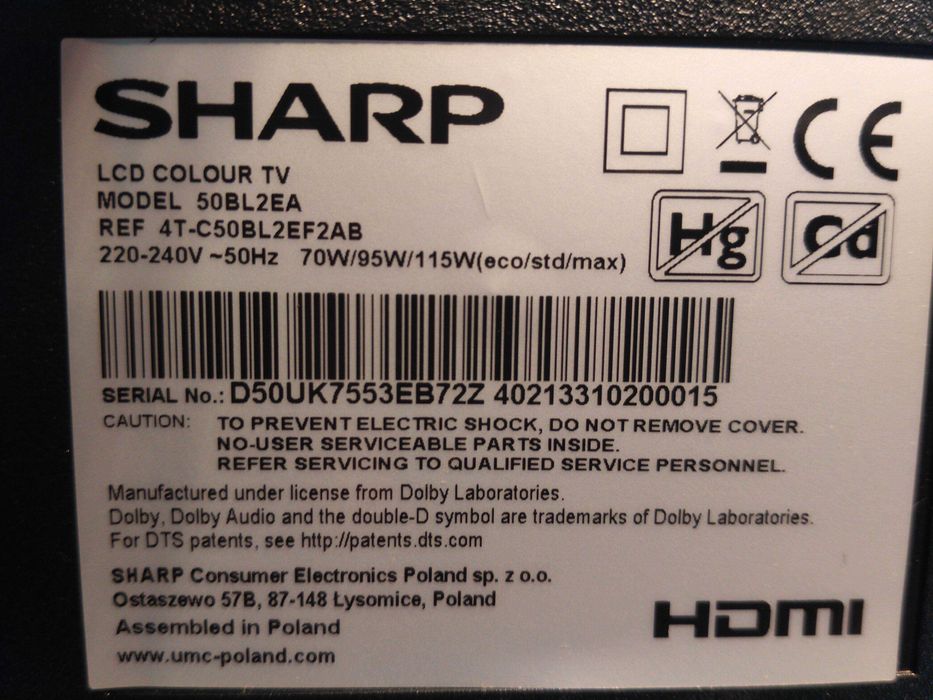 SHARP
CE
LCD COLOUR TV
MODEL 50BL2EA
REF 4T-C50BL2EF2AB
220-240V ~50Hz 70W/95W/115W(eco/std/max)
Hg
Cd
SERIAL No.: D50UK7553EB72Z 40213310200015
CAUTION: TO PREVENT ELECTRIC SHOCK, DO NOT REMOVE COVER.
NO-USER SERVICEABLE PARTS INSIDE.
REFER SERVICING TO QUALIFIED SERVICE PERSONNEL.
Manufactured under license from Dolby Laboratories.
Dolby, Dolby Audio and the double-D symbol are trademarks of Dolby Laboratories.
For DTS patents, see http://patents.dts.com
SHARP Consumer Electronics Poland sp. z o.o.
Ostaszewo 57B, 87-148 Łysomice, Poland
Assembled in Poland
www.umc-poland.com
HDMI